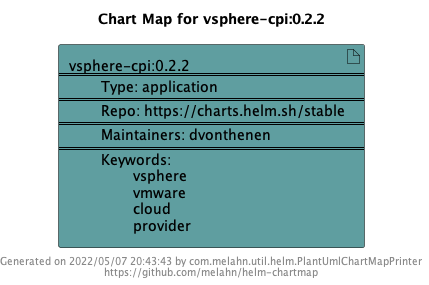 Chart Map for vsphere-cpi:0.2.2
vsphere-cpi:0.2.2
Type: application
Repo: https://charts.helm.sh/stable
Maintainers: dvonthenen
Keywords:
vsphere
vmware
cloud
provider
Generated on 2022/05/07 20:43:43 by com.melahn.util.helm.PlantUmlChartMapPrinter
https://github.com/melahn/helm-chartmap